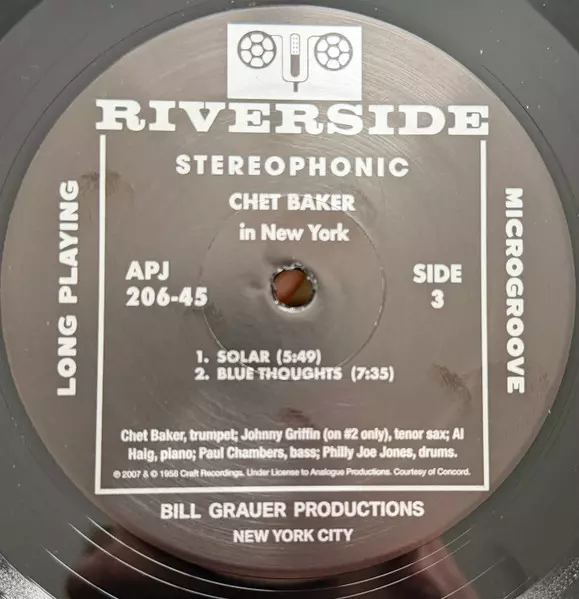 RIVERSIDE
STEREOPHONIC
CHET BAKER
in New York
LONG PLAYING
MICROGROOVE
APJ
206-45
SIDE
3
1. SOLAR (5:49)
2. BLUE THOUGHTS (7:35)
Chet Baker, trumpet; Johnny Griffin (on #2 only), tenor sax; Al
Haig, piano; Paul Chambers, bass; Philly Joe Jones, drums.
℗ 2007 & © 1958 Craft Recordings. Under License to Analogue Productions. Courtesy of Concord.
BILL GRAUER PRODUCTIONS
NEW YORK CITY